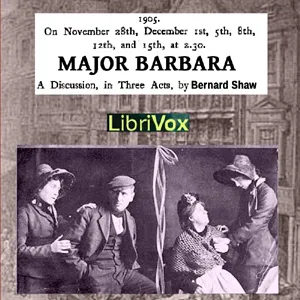 1905.
On November 28th, December 1st, 5th, 8th,
12th, and 15th, at 2.30.
MAJOR BARBARA
A Discussion, in Three Acts, by Bernard Shaw
LibriVox